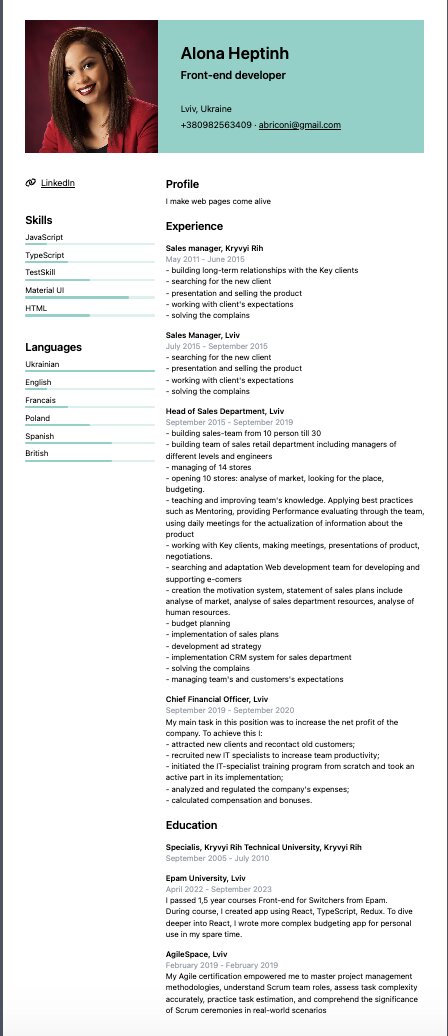 Alona Heptinh
Front-end developer
Lviv, Ukraine
+380982563409 · abriconi@gmail.com
LinkedIn
Skills
JavaScript
TypeScript
TestSkill
Material UI
HTML
Languages
Ukrainian
English
Francais
Poland
Spanish
British
Profile
I make web pages come alive
Experience
Sales manager, Kryvyi Rih
May 2011 - June 2015
- building long-term relationships with the Key clients
- searching for the new client
- presentation and selling the product
- working with client's expectations
- solving the complains
Sales Manager, Lviv
July 2015 - September 2015
- searching for the new client
- presentation and selling the product
- working with client's expectations
- solving the complains
Head of Sales Department, Lviv
September 2015 - September 2019
- building sales-team from 10 person till 30
- building team of sales retail department including managers of
different levels and engineers
- managing of 14 stores
- opening 10 stores: analyse of market, looking for the place,
budgeting.
- teaching and improving team's knowledge. Applying best practices
such as Mentoring, providing Performance evaluating through the team,
using daily meetings for the actualization of information about the
product
- working with Key clients, making meetings, presentations of product,
negotiations.
- searching and adaptation Web development team for developing and
supporting e-comers
- creation the motivation system, statement of sales plans include
analyse of market, analyse of sales department resources, analyse of
human resources.
- budget planning
- implementation of sales plans
- development ad strategy
- implementation CRM system for sales department
- solving the complains
- managing team's and customers's expectations
Chief Financial Officer, Lviv
September 2019 - September 2020
My main task in this position was to increase the net profit of the
company. To achieve this I:
- attracted new clients and recontact old customers;
- recruited new IT specialists to increase team productivity;
- initiated the IT-specialist training program from scratch and took an
active part in its implementation;
- analyzed and regulated the company's expenses;
- calculated compensation and bonuses.
Education
Specialis, Kryvyi Rih Technical University, Kryvyi Rih
September 2005 - July 2010
Epam University, Lviv
April 2022 - September 2023
I passed 1,5 year courses Front-end for Switchers from Epam.
During course, I created app using React, TypeScript, Redux. To dive
deeper into React, I wrote more complex budgeting app for personal
use in my spare time.
AgileSpace, Lviv
February 2019 - February 2019
My Agile certification empowered me to master project management
methodologies, understand Scrum team roles, assess task complexity
accurately, practice task estimation, and comprehend the significance
of Scrum ceremonies in real-world scenarios